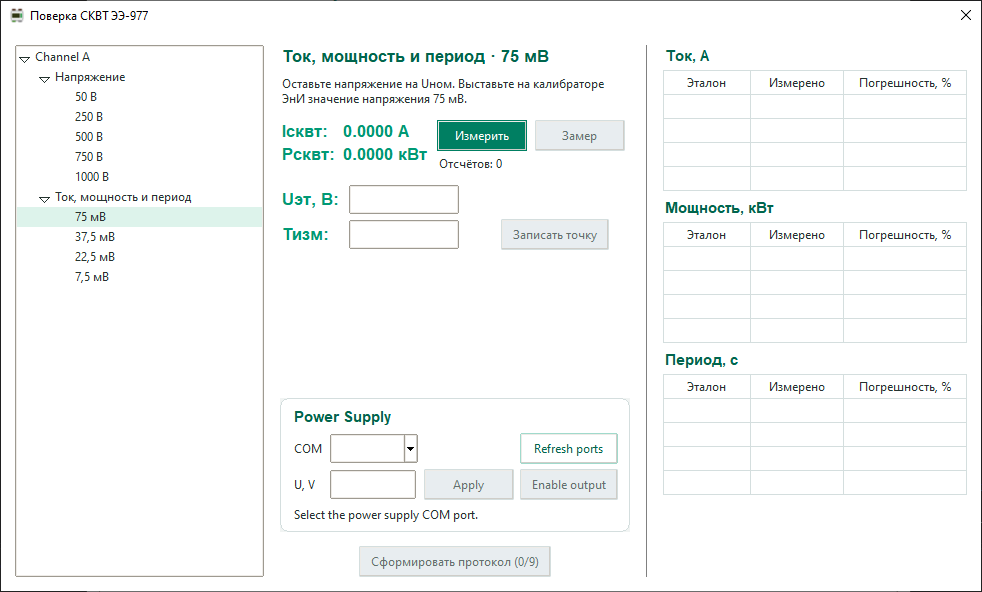 Поверка СКВТ ЭЭ-977
Channel A
Напряжение
50 В
250 В
500 В
750 В
1000 В
Ток, мощность и период
75 мВ
37,5 мВ
22,5 мВ
7,5 мВ
Ток, мощность и период · 75 мВ
Оставьте напряжение на Uном. Выставьте на калибраторе
ЭнИ значение напряжения 75 мВ.
Iсквт: 0.0000 А
Измерить
Замер
Pсквт: 0.0000 кВт
Отсчётов: 0
Uэт, В:
Tизм:
Записать точку
Power Supply
COM
Refresh ports
U, V
Apply
Enable output
Select the power supply COM port.
Сформировать протокол (0/9)
Ток, А
Эталон Измерено Погрешность, %
Мощность, кВт
Эталон Измерено Погрешность, %
Период, с
Эталон Измерено Погрешность, %